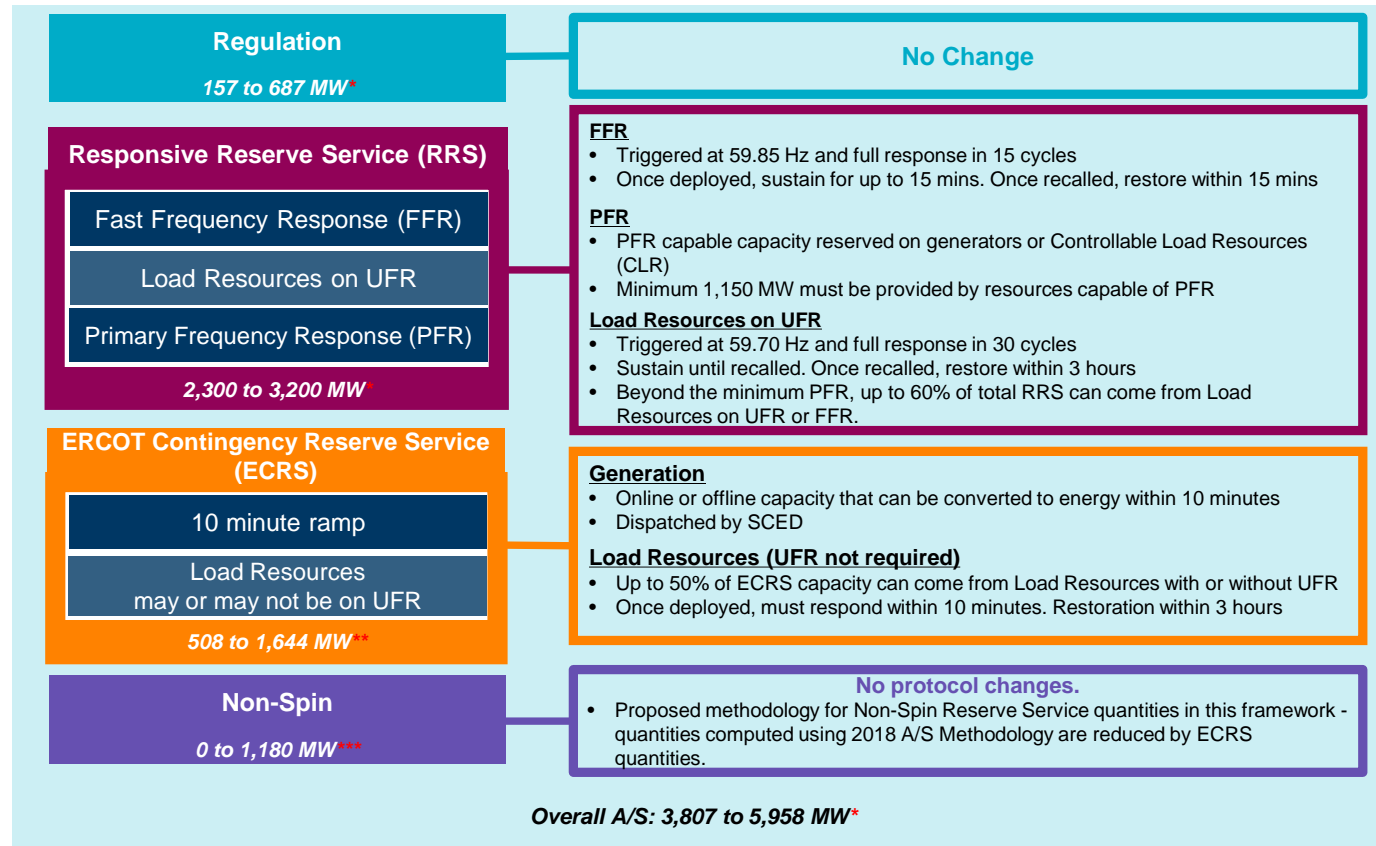 Regulation
157 to 687 MW*
No Change
Responsive Reserve Service (RRS)
Fast Frequency Response (FFR)
Load Resources on UFR
Primary Frequency Response (PFR)
2,300 to 3,200 MW*
FFR
• Triggered at 59.85 Hz and full response in 15 cycles
• Once deployed, sustain for up to 15 mins. Once recalled, restore within 15 mins
PFR
• PFR capable capacity reserved on generators or Controllable Load Resources
(CLR)
• Minimum 1,150 MW must be provided by resources capable of PFR
Load Resources on UFR
• Triggered at 59.70 Hz and full response in 30 cycles
• Sustain until recalled. Once recalled, restore within 3 hours
• Beyond the minimum PFR, up to 60% of total RRS can come from Load
Resources on UFR or FFR.
ERCOT Contingency Reserve Service
(ECRS)
10 minute ramp
Load Resources
may or may not be on UFR
508 to 1,644 MW**
Generation
• Online or offline capacity that can be converted to energy within 10 minutes
• Dispatched by SCED
Load Resources (UFR not required)
• Up to 50% of ECRS capacity can come from Load Resources with or without UFR
• Once deployed, must respond within 10 minutes. Restoration within 3 hours
Non-Spin
0 to 1,180 MW***
No protocol changes.
• Proposed methodology for Non-Spin Reserve Service quantities in this framework -
quantities computed using 2018 A/S Methodology are reduced by ECRS
quantities.
Overall A/S: 3,807 to 5,958 MW*